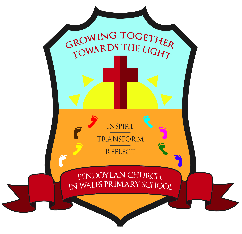 GROWING TOGETHER
TOWARDS THE LIGHT
INSPIRE
TRANSFORM
REFLECT
PENDOYLAN CHURCH
IN WALES PRIMARY SCHOOL